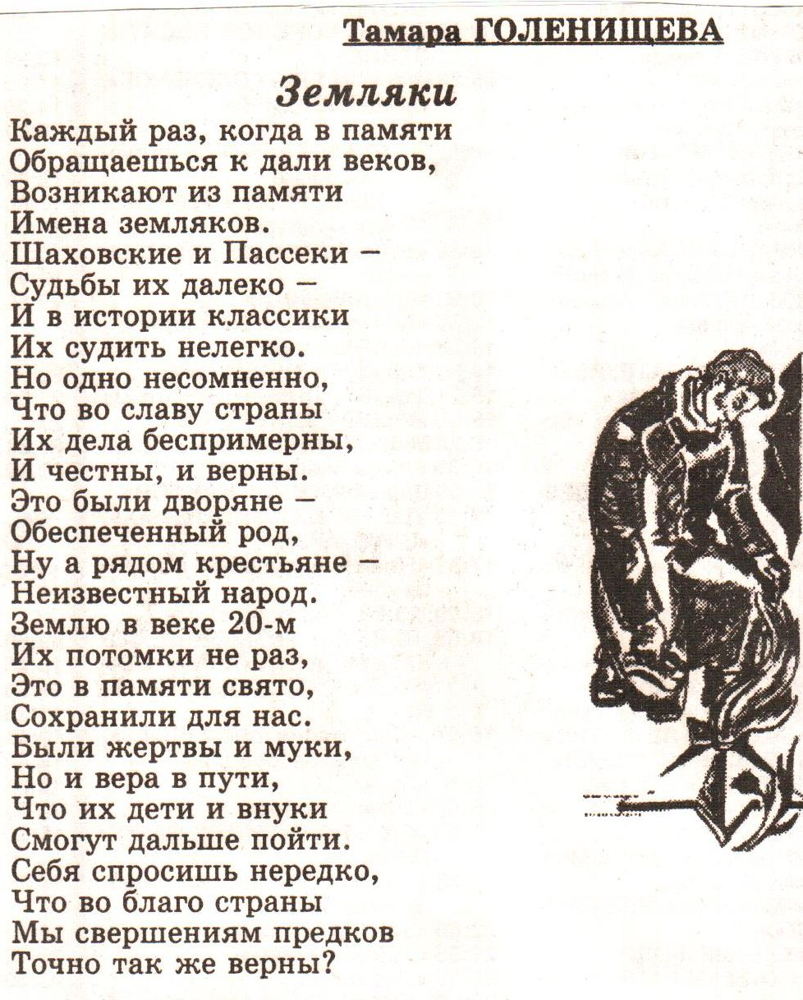 Тамара ГОЛЕНИЩЕВА
Земляки
Каждый раз, когда в памяти
Обращаешься к дали веков,
Возникают из памяти
Имена земляков.
Шаховские и Пассеки –
Судьбы их далеко –
И в истории классики
Их судить нелегко.
Но одно несомненно,
Что во славу страны
Их дела беспримерны,
И честны, и верны.
Это были дворяне –
Обеспеченный род,
Ну а рядом крестьяне –
Неизвестный народ.
Землю в веке 20-м
Их потомки не раз,
Это в памяти свято,
Сохранили для нас.
Были жертвы и муки,
Но и вера в пути,
Что их дети и внуки
Смогут дальше пойти.
Себя спросишь нередко,
Что во благо страны
Мы свершениям предков
Точно так же верны?